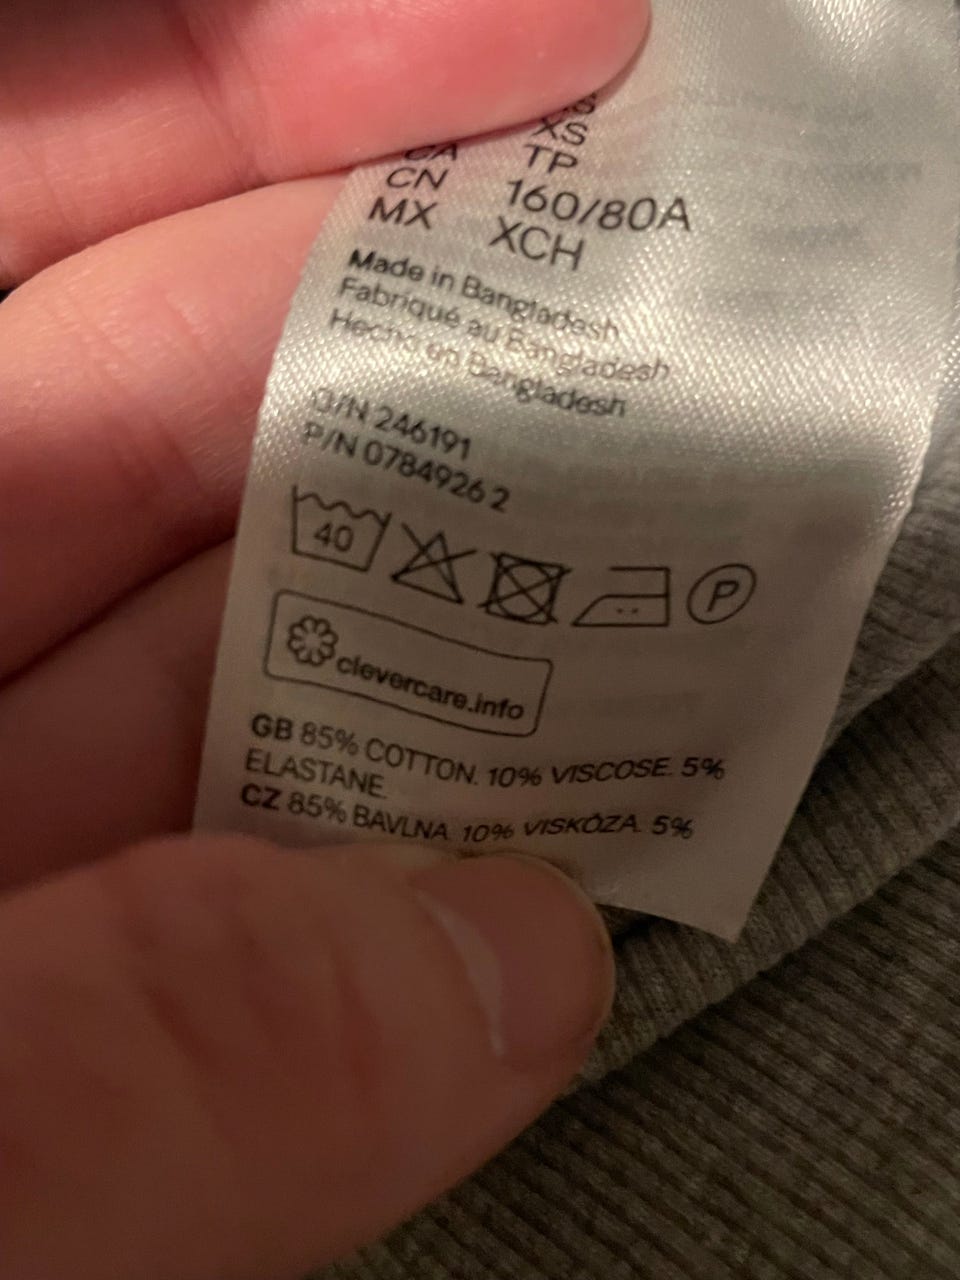 XS
TP
CN 160/80A
MX XCH
Made in Bangladesh
Fabriqué au Bangladesh
Hecho en Bangladesh
O/N 246191
P/N 07849262
40
P
clevercare.info
GB 85% COTTON. 10% VISCOSE. 5%
ELASTANE
CZ 85% BAVLNA. 10% VISKÓZA. 5%